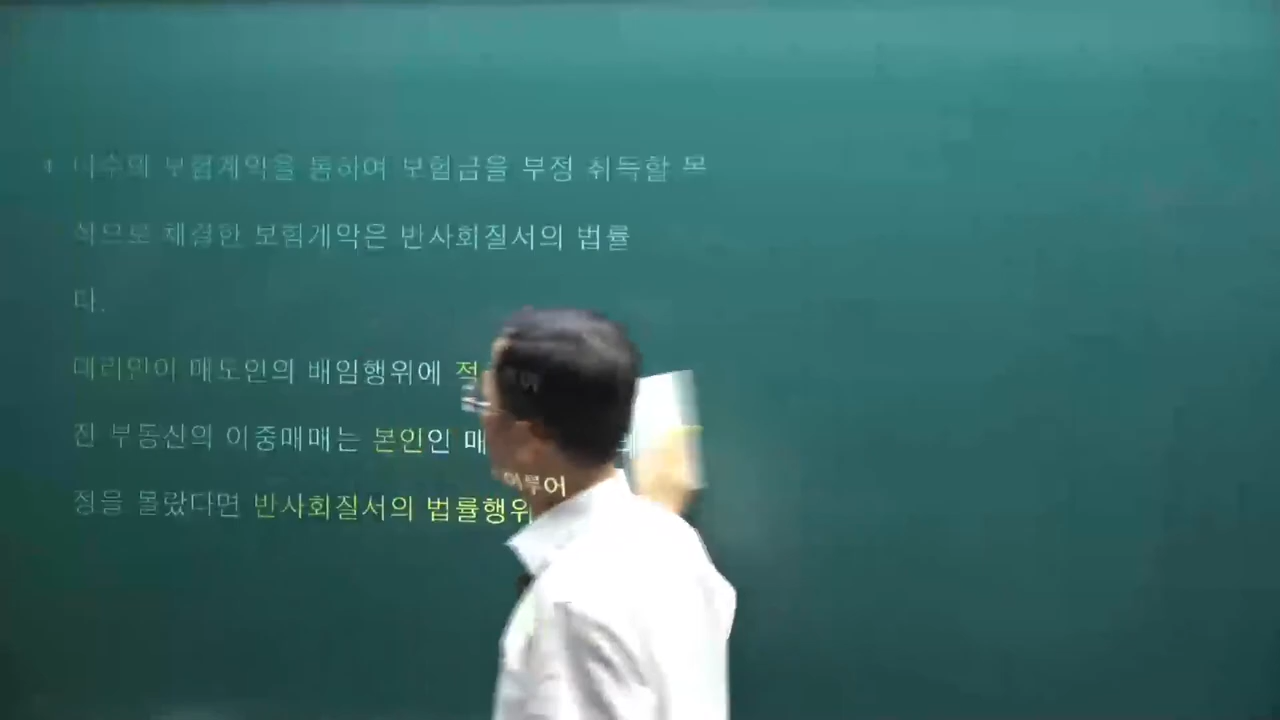 다수의 보험계약을 통하여 보험금을 부정 취득할 목
적으로 체결한 보험계약은 반사회질서의 법률
다.
대리인이 매도인의 배임행위에 적
진 부동산의 이중매매는 본인인 매
이루어
정을 몰랐다면 반사회질서의 법률행위